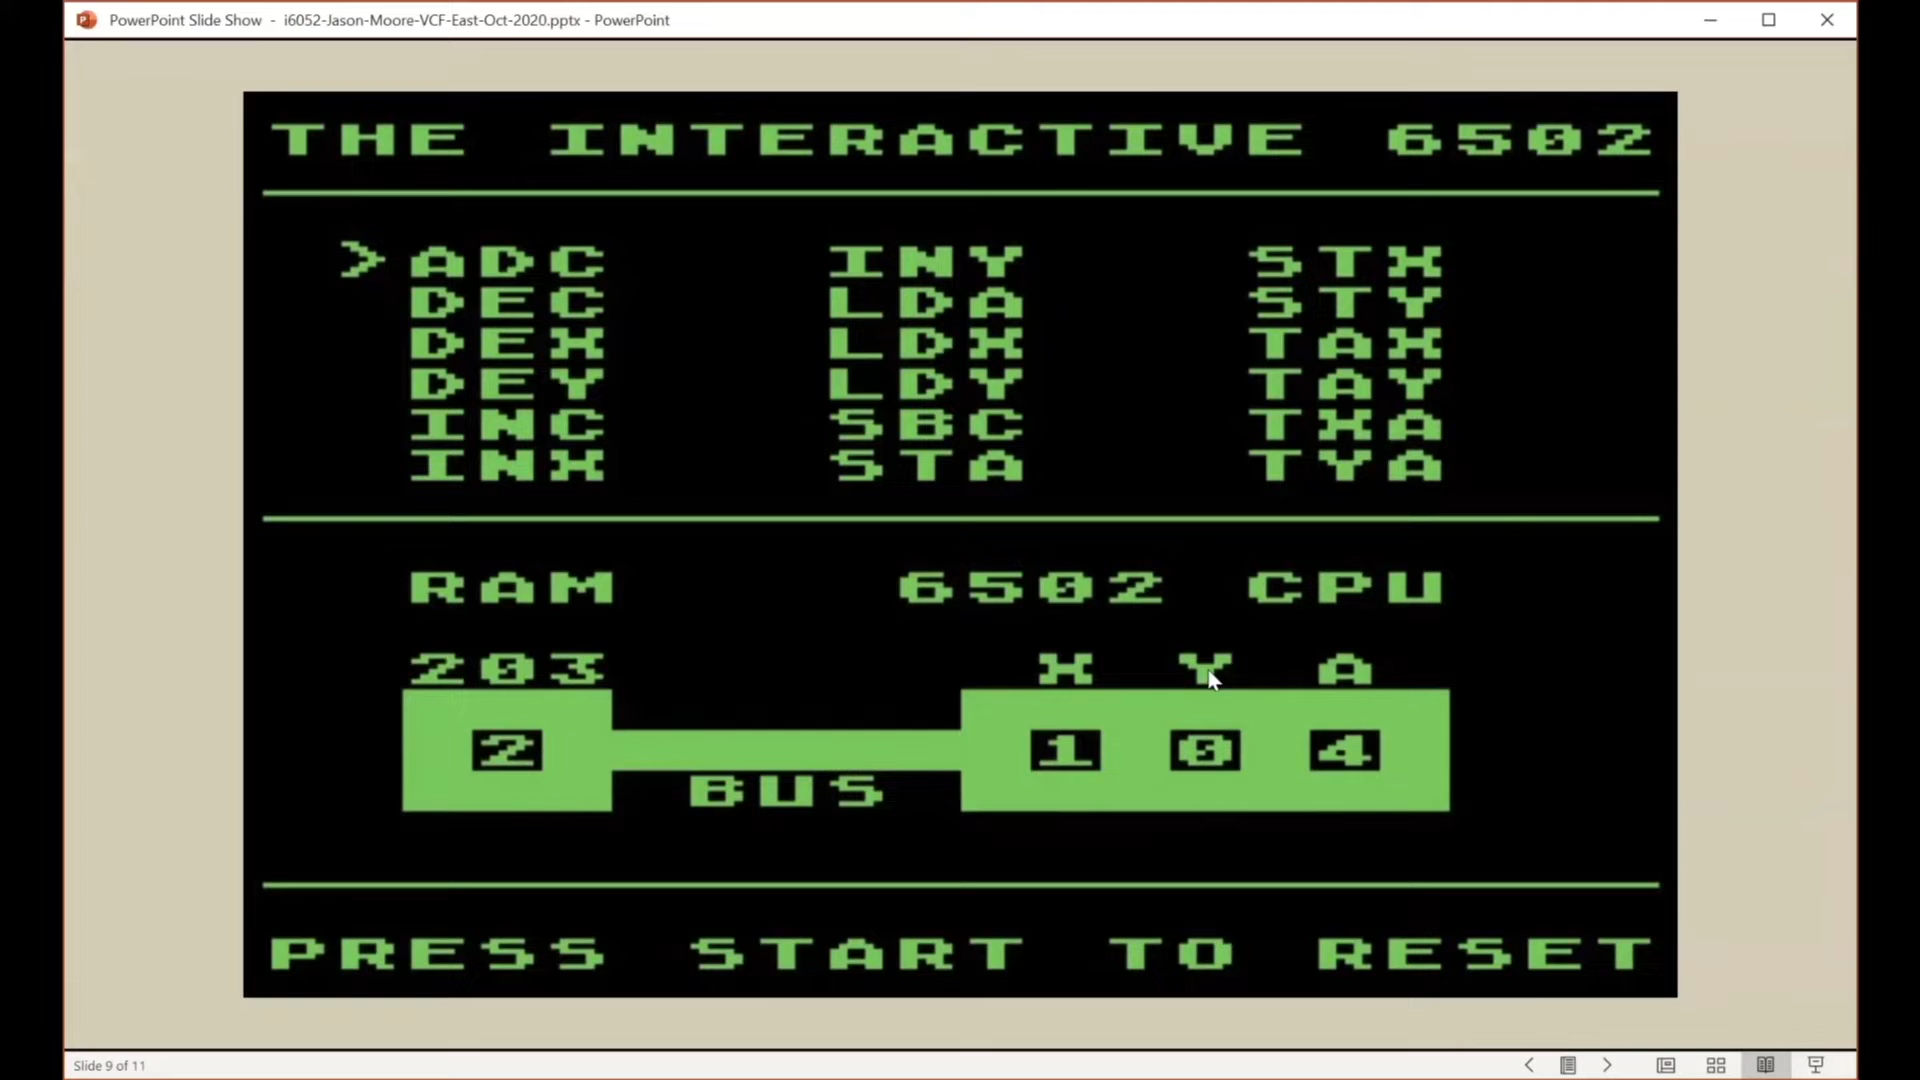 PowerPoint Slide Show - i6052-Jason-Moore-VCF-East-Oct-2020.pptx - PowerPoint
THE INTERACTIVE 6502
>ADC INY STX
DEC LDA STY
DEX LDX TAX
DEY LDY TAY
INC SBC TXA
INX STA TYA
RAM 6502 CPU
203 X Y A
2 1 0 4
BUS
PRESS START TO RESET
Slide 9 of 11